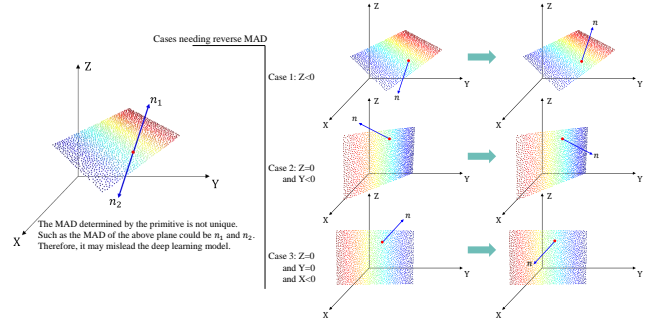 Cases needing reverse MAD
Z
n₁
Y
n₂
X
The MAD determined by the primitive is not unique.
Such as the MAD of the above plane could be n₁ and n₂.
Therefore, it may mislead the deep learning model.
Case 1: Z<0
Z
n
Y
X
Z
n
Y
X
Case 2: Z=0
and Y<0
Z
n
Y
X
Z
n
Y
X
Case 3: Z=0
and Y=0
and X<0
Z
n
Y
X
Z
n
Y
X